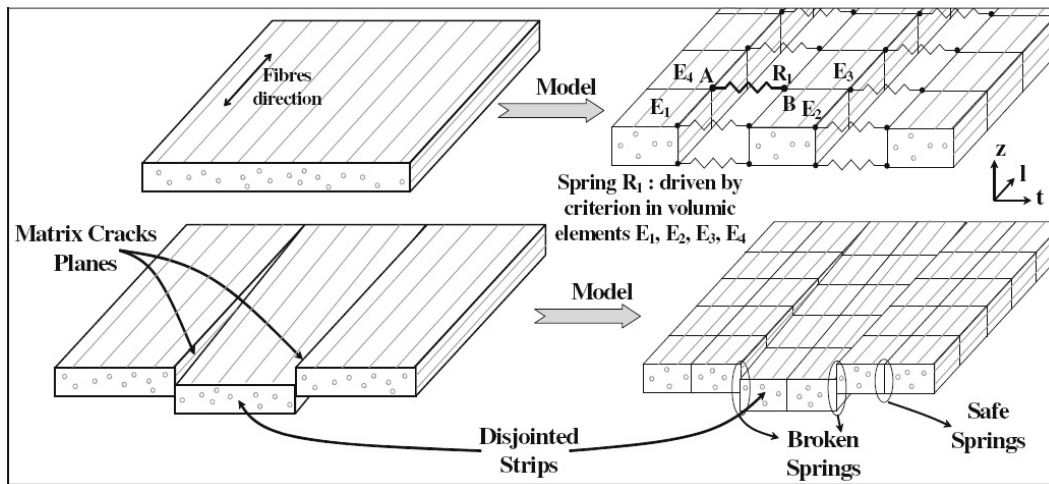 Fibres
direction
Model
E4
A
R1
E3
E1
B
E2
Spring R1 : driven by
criterion in volumic
elements E1, E2, E3, E4
z
l
t
Matrix Cracks
Planes
Model
Disjointed
Strips
Broken
Springs
Safe
Springs